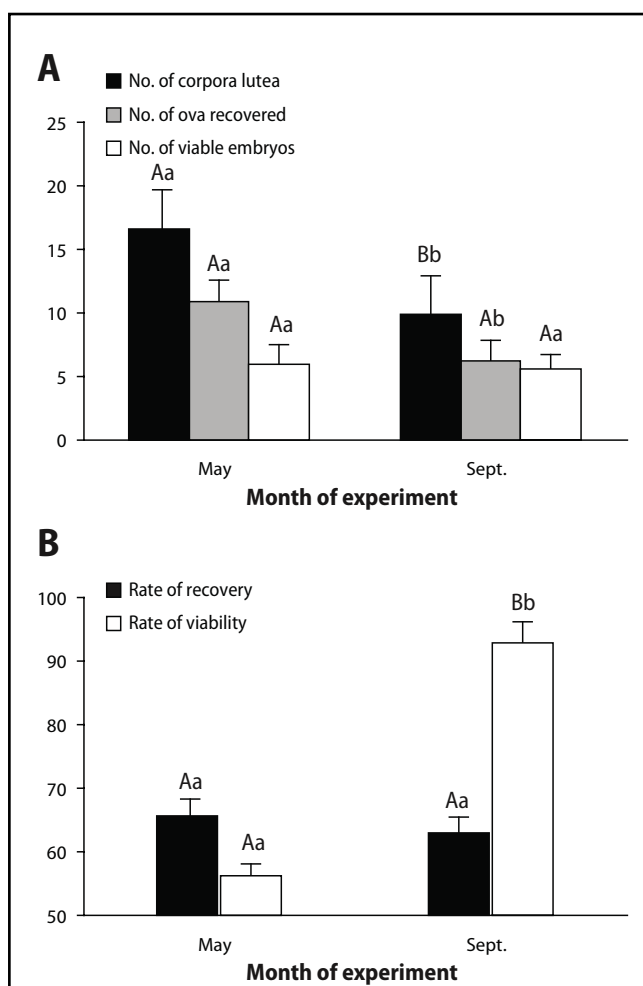 A
No. of corpora lutea
No. of ova recovered
No. of viable embryos
25
20
15
10
5
0
Aa
Aa
Aa
Bb
Ab
Aa
May
Sept.
Month of experiment
B
Rate of recovery
Rate of viability
100
90
80
70
60
50
Aa
Aa
Aa
Bb
May
Sept.
Month of experiment